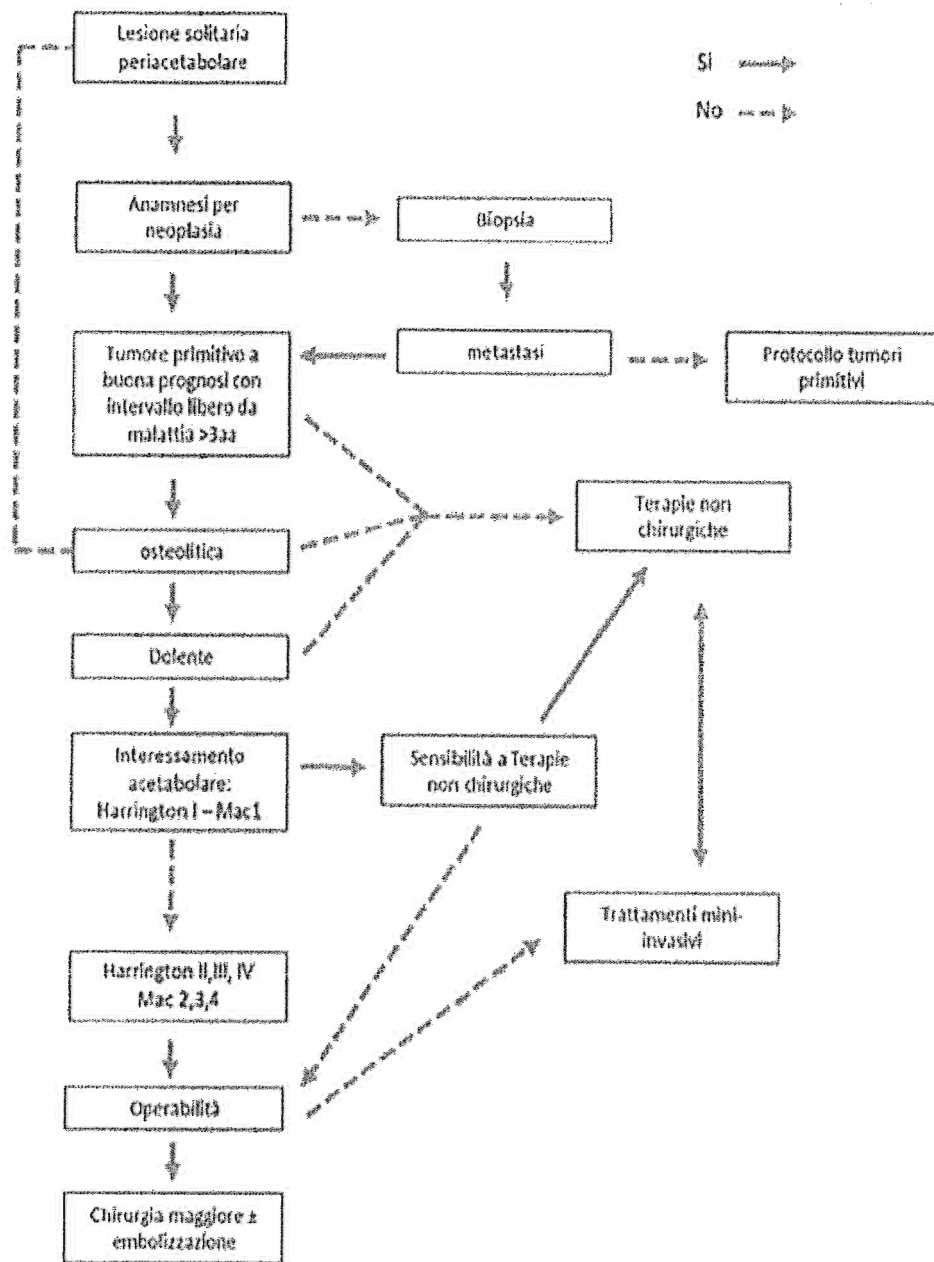 Lesione solitaria
periacetabolare
Si
No
Anamnesi per
neoplasia
Biopsia
Tumore primitivo a
buona prognosi con
intervallo libero da
malattia >3aa
metastasi
Protocollo tumori
primitivi
Terapie non
chirurgiche
osteolitica
Dolente
Interessamento
acetabolare:
Harrington I – Mac1
Sensibilità a Terapie
non chirurgiche
Trattamenti mini-
invasivi
Harrington II,III, IV
Mac 2,3,4
Operabilità
Chirurgia maggiore ±
embolizzazione